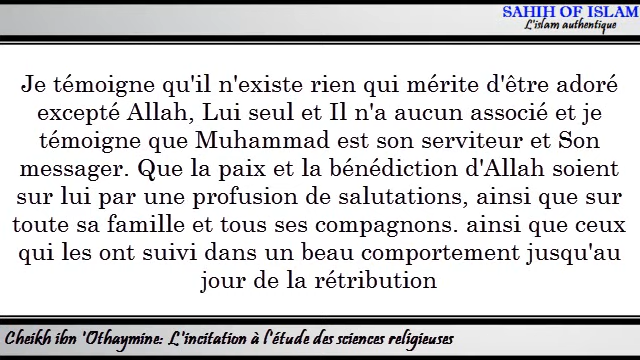 SAHIH OF ISLAM
L'islam authentique
Je témoigne qu'il n'existe rien qui mérite d'être adoré
excepté Allah, Lui seul et Il n'a aucun associé et je
témoigne que Muhammad est son serviteur et Son
messager. Que la paix et la bénédiction d'Allah soient
sur lui par une profusion de salutations, ainsi que sur
toute sa famille et tous ses compagnons. ainsi que ceux
qui les ont suivi dans un beau comportement jusqu'au
jour de la rétribution
Cheikh ibn 'Othaymine: L'incitation à l'étude des sciences religieuses